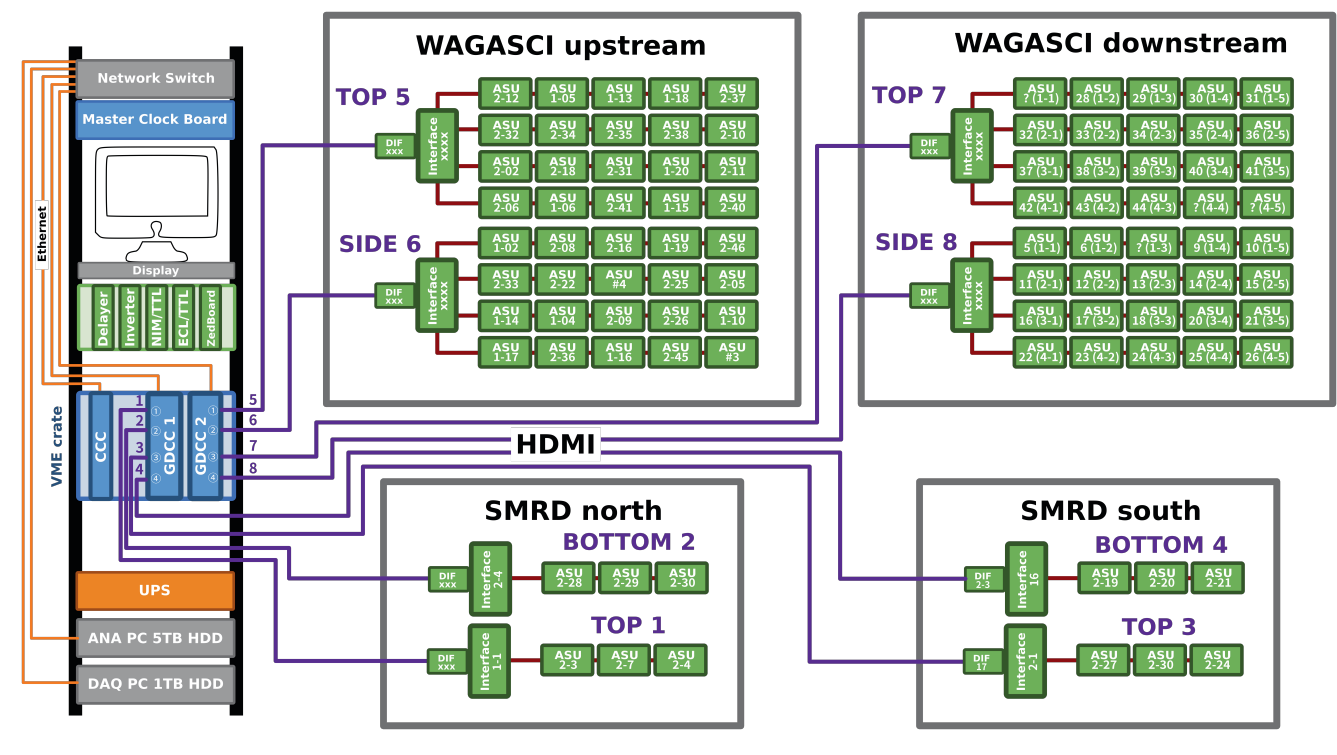 Network Switch
Master Clock Board
Display
Ethernet
Delayer
Inverter
NIM/TTL
ECL/TTL
ZedBoard
VME crate
CCC
GDCC 1
GDCC 2
1
2
3
4
①
②
③
④
①
②
③
④
5
6
7
8
UPS
ANA PC 5TB HDD
DAQ PC 1TB HDD
HDMI
WAGASCI upstream
TOP 5
DIF
xxx
Interface
xxxx
ASU ASU ASU ASU ASU
2-12 1-05 1-13 1-18 2-37
ASU ASU ASU ASU ASU
2-32 2-34 2-35 2-38 2-10
ASU ASU ASU ASU ASU
2-02 2-18 2-31 1-20 2-11
ASU ASU ASU ASU ASU
2-06 1-06 2-41 1-15 2-40
SIDE 6
DIF
xxx
Interface
xxxx
ASU ASU ASU ASU ASU
1-02 2-08 2-16 1-19 2-46
ASU ASU ASU ASU ASU
2-33 2-22 #4 2-25 2-05
ASU ASU ASU ASU ASU
1-14 1-04 2-09 2-26 1-10
ASU ASU ASU ASU ASU
1-17 2-36 1-16 2-45 #3
WAGASCI downstream
TOP 7
DIF
xxx
Interface
xxxx
ASU ASU ASU ASU ASU
? (1-1) 28 (1-2) 29 (1-3) 30 (1-4) 31 (1-5)
ASU ASU ASU ASU ASU
32 (2-1) 33 (2-2) 34 (2-3) 35 (2-4) 36 (2-5)
ASU ASU ASU ASU ASU
37 (3-1) 38 (3-2) 39 (3-3) 40 (3-4) 41 (3-5)
ASU ASU ASU ASU ASU
42 (4-1) 43 (4-2) 44 (4-3) ? (4-4) ? (4-5)
SIDE 8
DIF
xxx
Interface
xxxx
ASU ASU ASU ASU ASU
5 (1-1) 6 (1-2) ? (1-3) 9 (1-4) 10 (1-5)
ASU ASU ASU ASU ASU
11 (2-1) 12 (2-2) 13 (2-3) 14 (2-4) 15 (2-5)
ASU ASU ASU ASU ASU
16 (3-1) 17 (3-2) 18 (3-3) 20 (3-4) 21 (3-5)
ASU ASU ASU ASU ASU
22 (4-1) 23 (4-2) 24 (4-3) 25 (4-4) 26 (4-5)
SMRD north
BOTTOM 2
DIF
xxx
Interface
2-4
ASU ASU ASU
2-28 2-29 2-30
TOP 1
DIF
xxx
Interface
1-1
ASU ASU ASU
2-3 2-7 2-4
SMRD south
BOTTOM 4
DIF
2-3
Interface
16
ASU ASU ASU
2-19 2-20 2-21
TOP 3
DIF
17
Interface
2-1
ASU ASU ASU
2-27 2-30 2-24